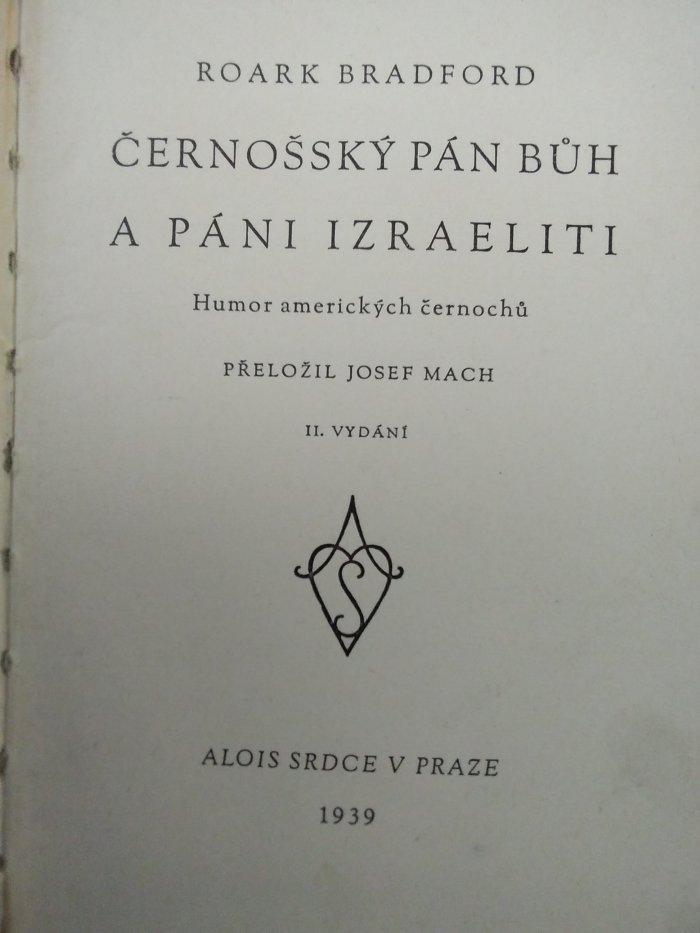 ROARK BRADFORD
ČERNOŠSKÝ PÁN BŮH
A PÁNI IZRAELITI
Humor amerických černochů
PŘELOŽIL JOSEF MACH
II. VYDÁNÍ
S
ALOIS SRDCE V PRAZE
1939